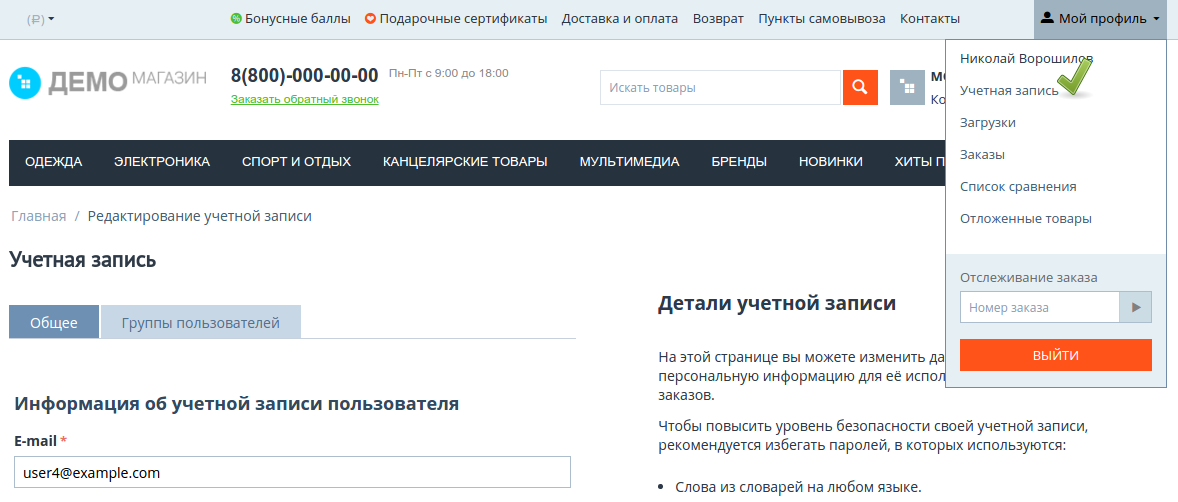 (₽)
Бонусные баллы Подарочные сертификаты Доставка и оплата Возврат Пункты самовывоза Контакты Мой профиль
ДЕМО МАГАЗИН
8(800)-000-00-00 Пн-Пт с 9:00 до 18:00
Заказать обратный звонок
Искать товары
Николай Ворошилов
Учетная запись
Загрузки
Заказы
Список сравнения
Отложенные товары
Отслеживание заказа
Номер заказа
ВЫЙТИ
ОДЕЖДА ЭЛЕКТРОНИКА СПОРТ И ОТДЫХ КАНЦЕЛЯРСКИЕ ТОВАРЫ МУЛЬТИМЕДИА БРЕНДЫ НОВИНКИ ХИТЫ П
Главная / Редактирование учетной записи
Учетная запись
Общее Группы пользователей
Информация об учетной записи пользователя
E-mail *
user4@example.com
Детали учетной записи
На этой странице вы можете изменить да
персональную информацию для её испол
заказов.
Чтобы повысить уровень безопасности своей учетной записи,
рекомендуется избегать паролей, в которых используются:
• Слова из словарей на любом языке.